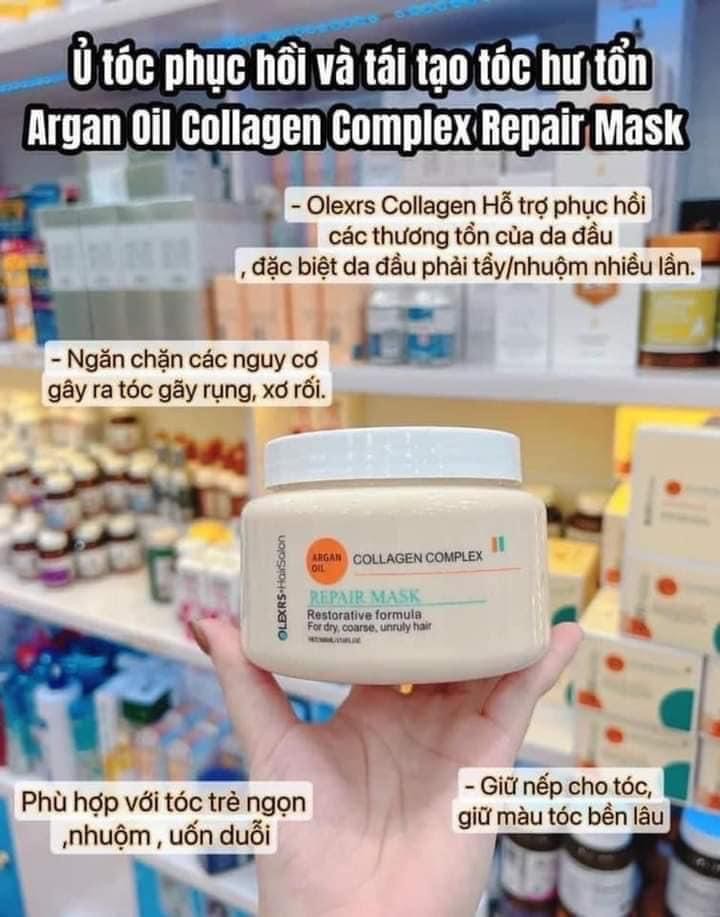 Ủ tóc phục hồi và tái tạo tóc hư tổn
Argan Oil Collagen Complex Repair Mask
- Olexrs Collagen Hỗ trợ phục hồi
các thương tổn của da đầu
, đặc biệt da đầu phải tẩy/nhuộm nhiều lần.
- Ngăn chặn các nguy cơ
gây ra tóc gãy rụng, xơ rối.
OLEXRS+HairSalon
ARGAN
OIL
COLLAGEN COMPLEX
REPAIR MASK
Restorative formula
For dry, coarse, unruly hair
Phù hợp với tóc trẻ ngọn
,nhuộm , uốn duỗi
- Giữ nếp cho tóc,
giữ màu tóc bền lâu